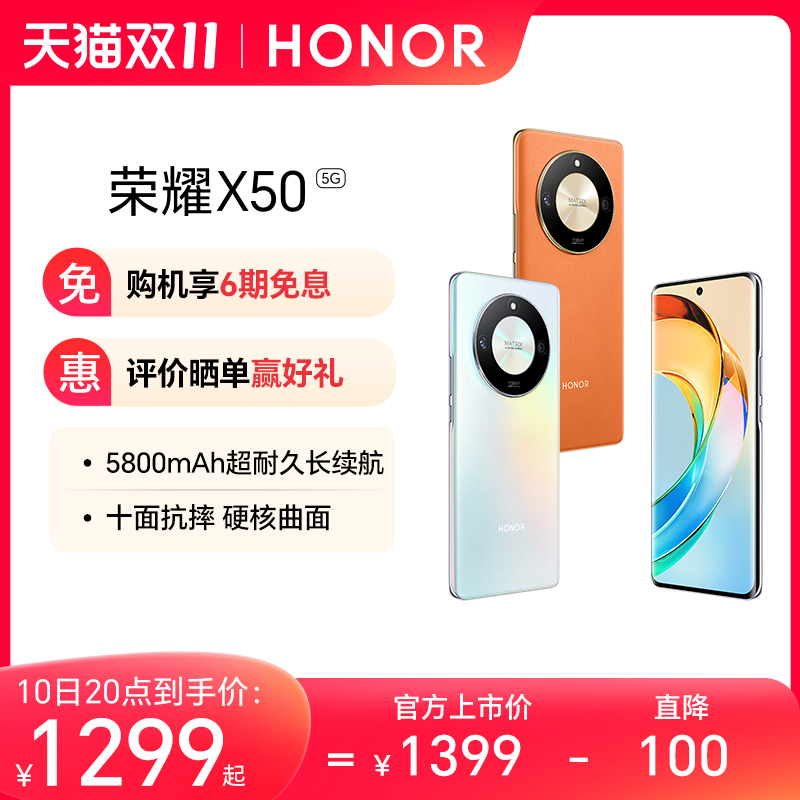 天猫双11 HONOR
荣耀X50 5G
免 购机享6期免息
惠 评价晒单赢好礼
• 5800mAh超耐久长续航
• 十面抗摔 硬核曲面
MATRIX
HONOR
MATRIX
HONOR
10日20点到手价：
¥1299起
=
官方上市价
¥1399
-
直降
100